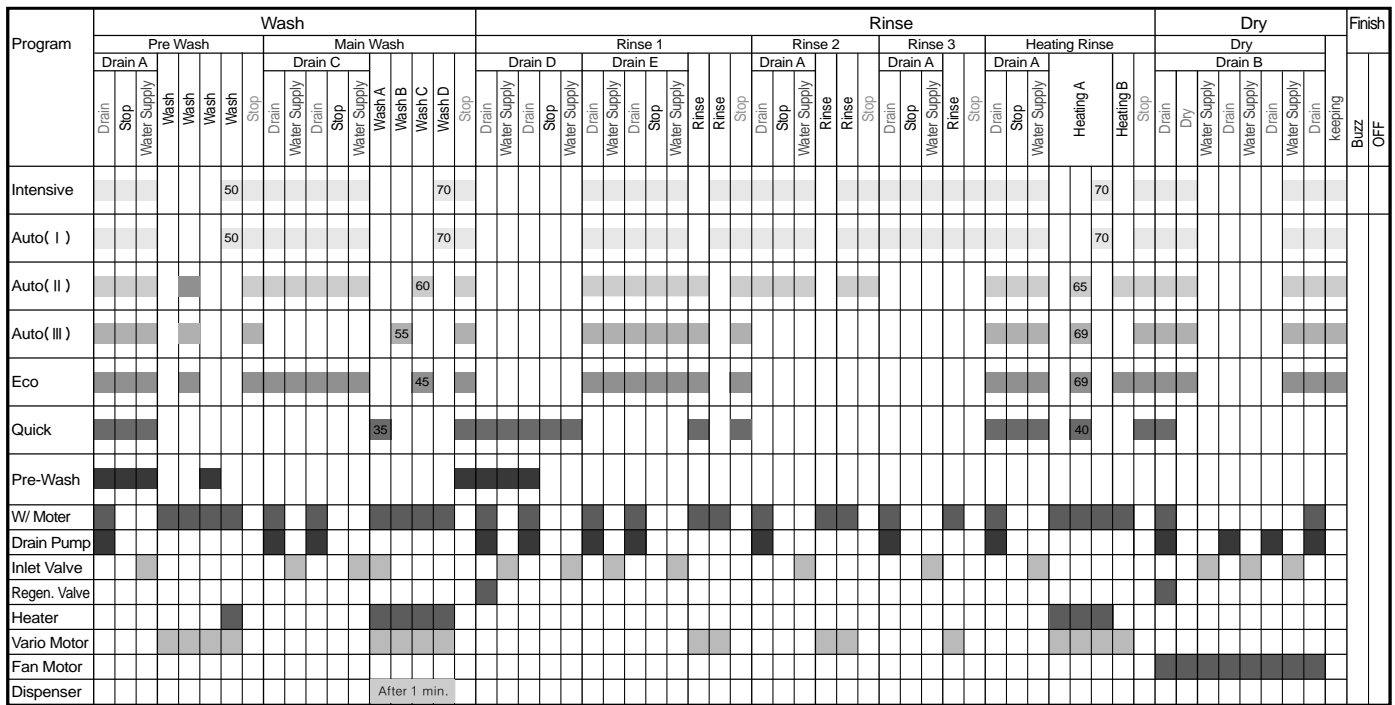 Program Wash Rinse Dry Finish
Pre Wash Main Wash Rinse 1 Rinse 2 Rinse 3 Heating Rinse Dry
Drain A Drain C Drain D Drain E Drain A Drain A Drain A Drain B
Drain Stop Water Supply Wash Wash Wash Wash Stop Drain Water Supply Drain Stop Water Supply Wash A Wash B Wash C Wash D Stop Drain Water Supply Drain Stop Water Supply Drain Water Supply Drain Stop Water Supply Rinse Rinse Stop Drain Stop Water Supply Rinse Rinse Stop Drain Stop Water Supply Rinse Stop Drain Stop Water Supply Heating A Heating B Stop Drain Dry Water Supply Drain Water Supply Drain Water Supply Drain keeping Buzz OFF
Intensive 50 70 70
Auto( Ⅰ ) 50 70 70
Auto( Ⅱ ) 60 65
Auto( Ⅲ ) 55 69
Eco 45 69
Quick 35 40
Pre-Wash
W/ Moter
Drain Pump
Inlet Valve
Regen. Valve
Heater
Vario Motor
Fan Motor
Dispenser After 1 min.